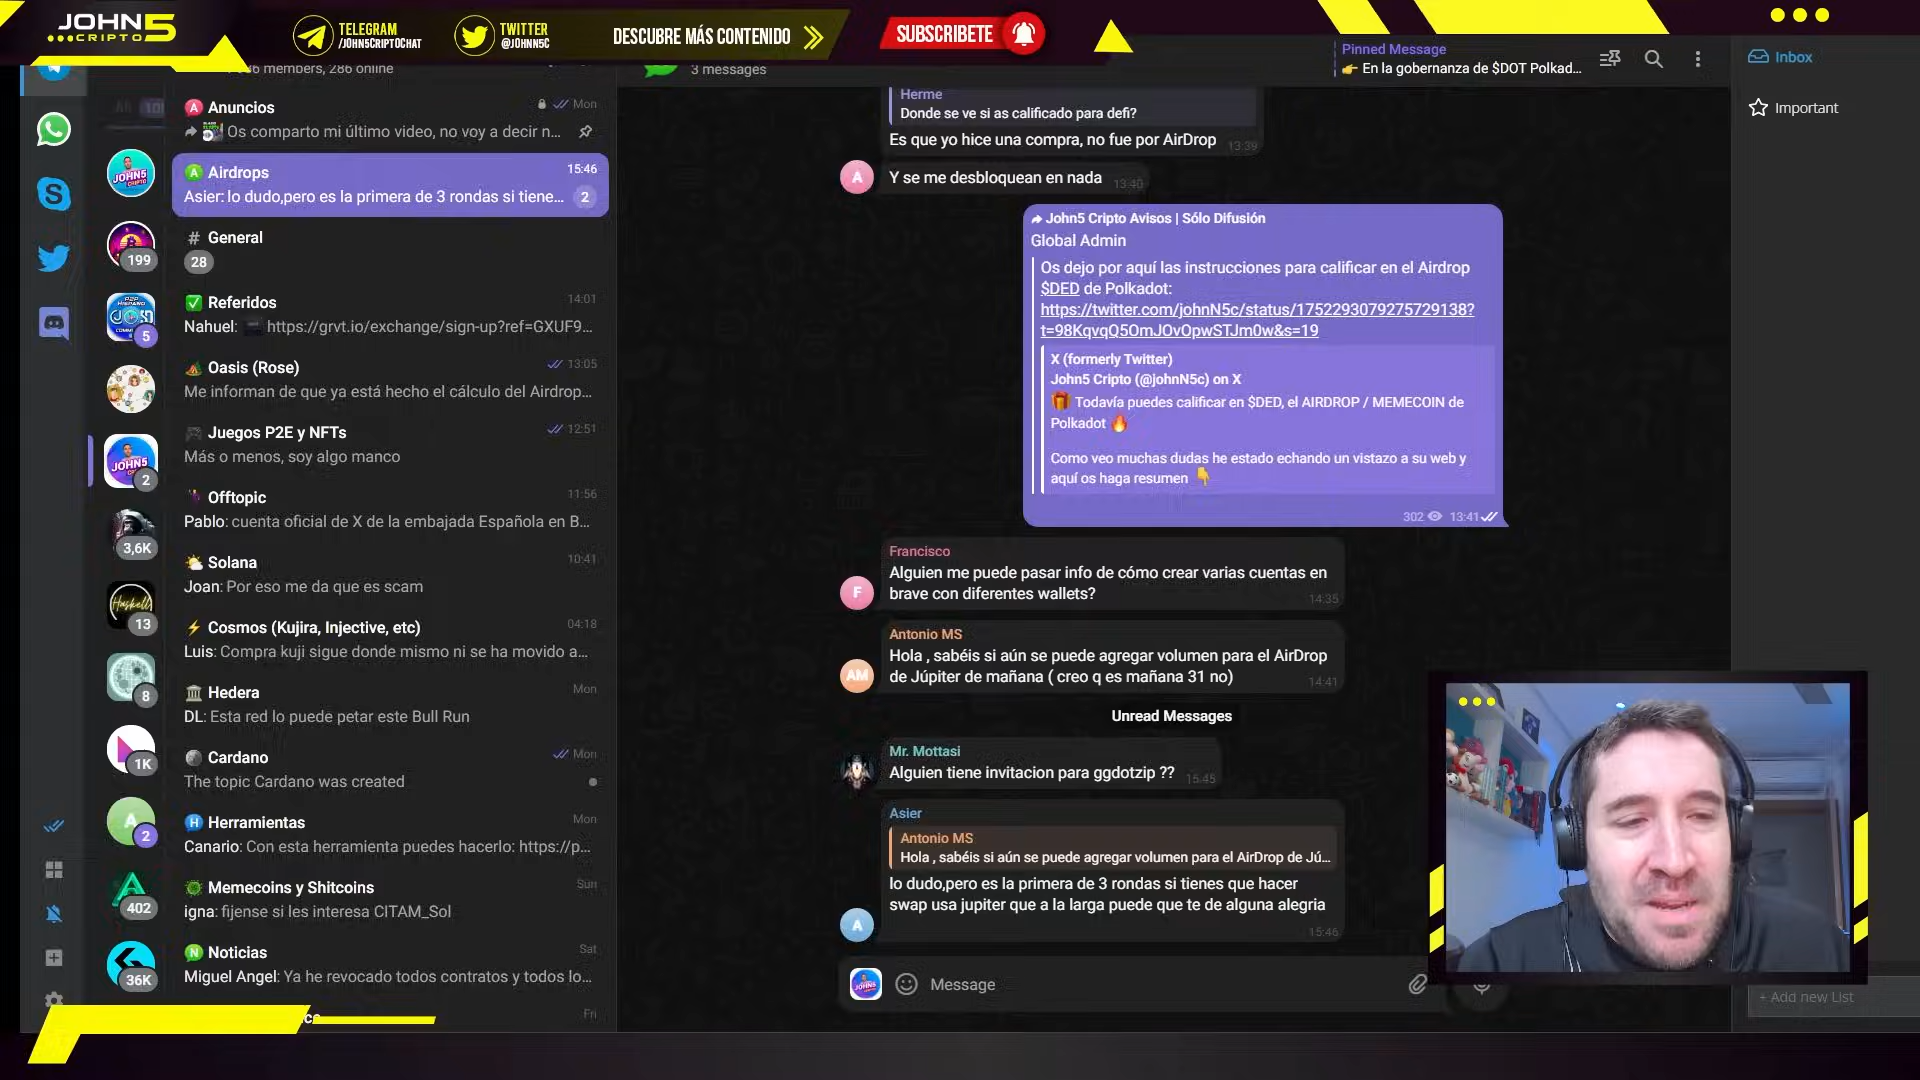 JOHN 5
CRIPTO
TELEGRAM
/JOHN5CRIPTOCHAT
TWITTER
@J0HNN5C
DESCUBRE MÁS CONTENIDO
SUBSCRIBETE
members, 286 online
3 messages
Pinned Message
👉 En la gobernanza de $DOT Polkad...
Inbox
Important
+ Add new List
Anuncios
Mon
Os comparto mi último video, no voy a decir n...
Airdrops
15:46
Asier: lo dudo,pero es la primera de 3 rondas si tiene...
2
# General
28
Referidos
14:01
Nahuel: https://grvt.io/exchange/sign-up?ref=GXUF9...
Oasis (Rose)
13:05
Me informan de que ya está hecho el cálculo del Airdrop...
Juegos P2E y NFTs
12:51
Más o menos, soy algo manco
Offtopic
11:56
Pablo: cuenta oficial de X de la embajada Española en B...
Solana
10:41
Joan: Por eso me da que es scam
Cosmos (Kujira, Injective, etc)
04:18
Luis: Compra kuji sigue donde mismo ni se ha movido a...
Hedera
Mon
DL: Esta red lo puede petar este Bull Run
Cardano
Mon
The topic Cardano was created
Herramientas
Mon
Canario: Con esta herramienta puedes hacerlo: https://p...
Memecoins y Shitcoins
Sun
igna: fijense si les interesa CITAM_Sol
Noticias
Sat
Miguel Angel: Ya he revocado todos contratos y todos lo...
Fri
199
5
2
3,6K
13
8
1K
2
402
36K
Herme
Donde se ve si as calificado para defi?
Es que yo hice una compra, no fue por AirDrop
13:39
Y se me desbloquean en nada
13:40
John5 Cripto Avisos | Sólo Difusión
Global Admin
Os dejo por aquí las instrucciones para calificar en el Airdrop
$DED de Polkadot:
https://twitter.com/johnN5c/status/1752293079275729138?
t=98KqvqQ5OmJOvOpwSTJm0w&s=19
X (formerly Twitter)
John5 Cripto (@johnN5c) on X
🎁 Todavía puedes calificar en $DED, el AIRDROP / MEMECOIN de
Polkadot 🔥
Como veo muchas dudas he estado echando un vistazo a su web y
aquí os haga resumen 👇
302
13:41
Francisco
Alguien me puede pasar info de cómo crear varias cuentas en
brave con diferentes wallets?
14:35
Antonio MS
Hola , sabéis si aún se puede agregar volumen para el AirDrop
de Júpiter de mañana ( creo q es mañana 31 no)
14:41
Unread Messages
Mr. Mottasi
Alguien tiene invitacion para ggdotzip ??
15:45
Asier
Antonio MS
Hola , sabéis si aún se puede agregar volumen para el AirDrop de Jú...
lo dudo,pero es la primera de 3 rondas si tienes que hacer
swap usa jupiter que a la larga puede que te de alguna alegria
15:46
Message